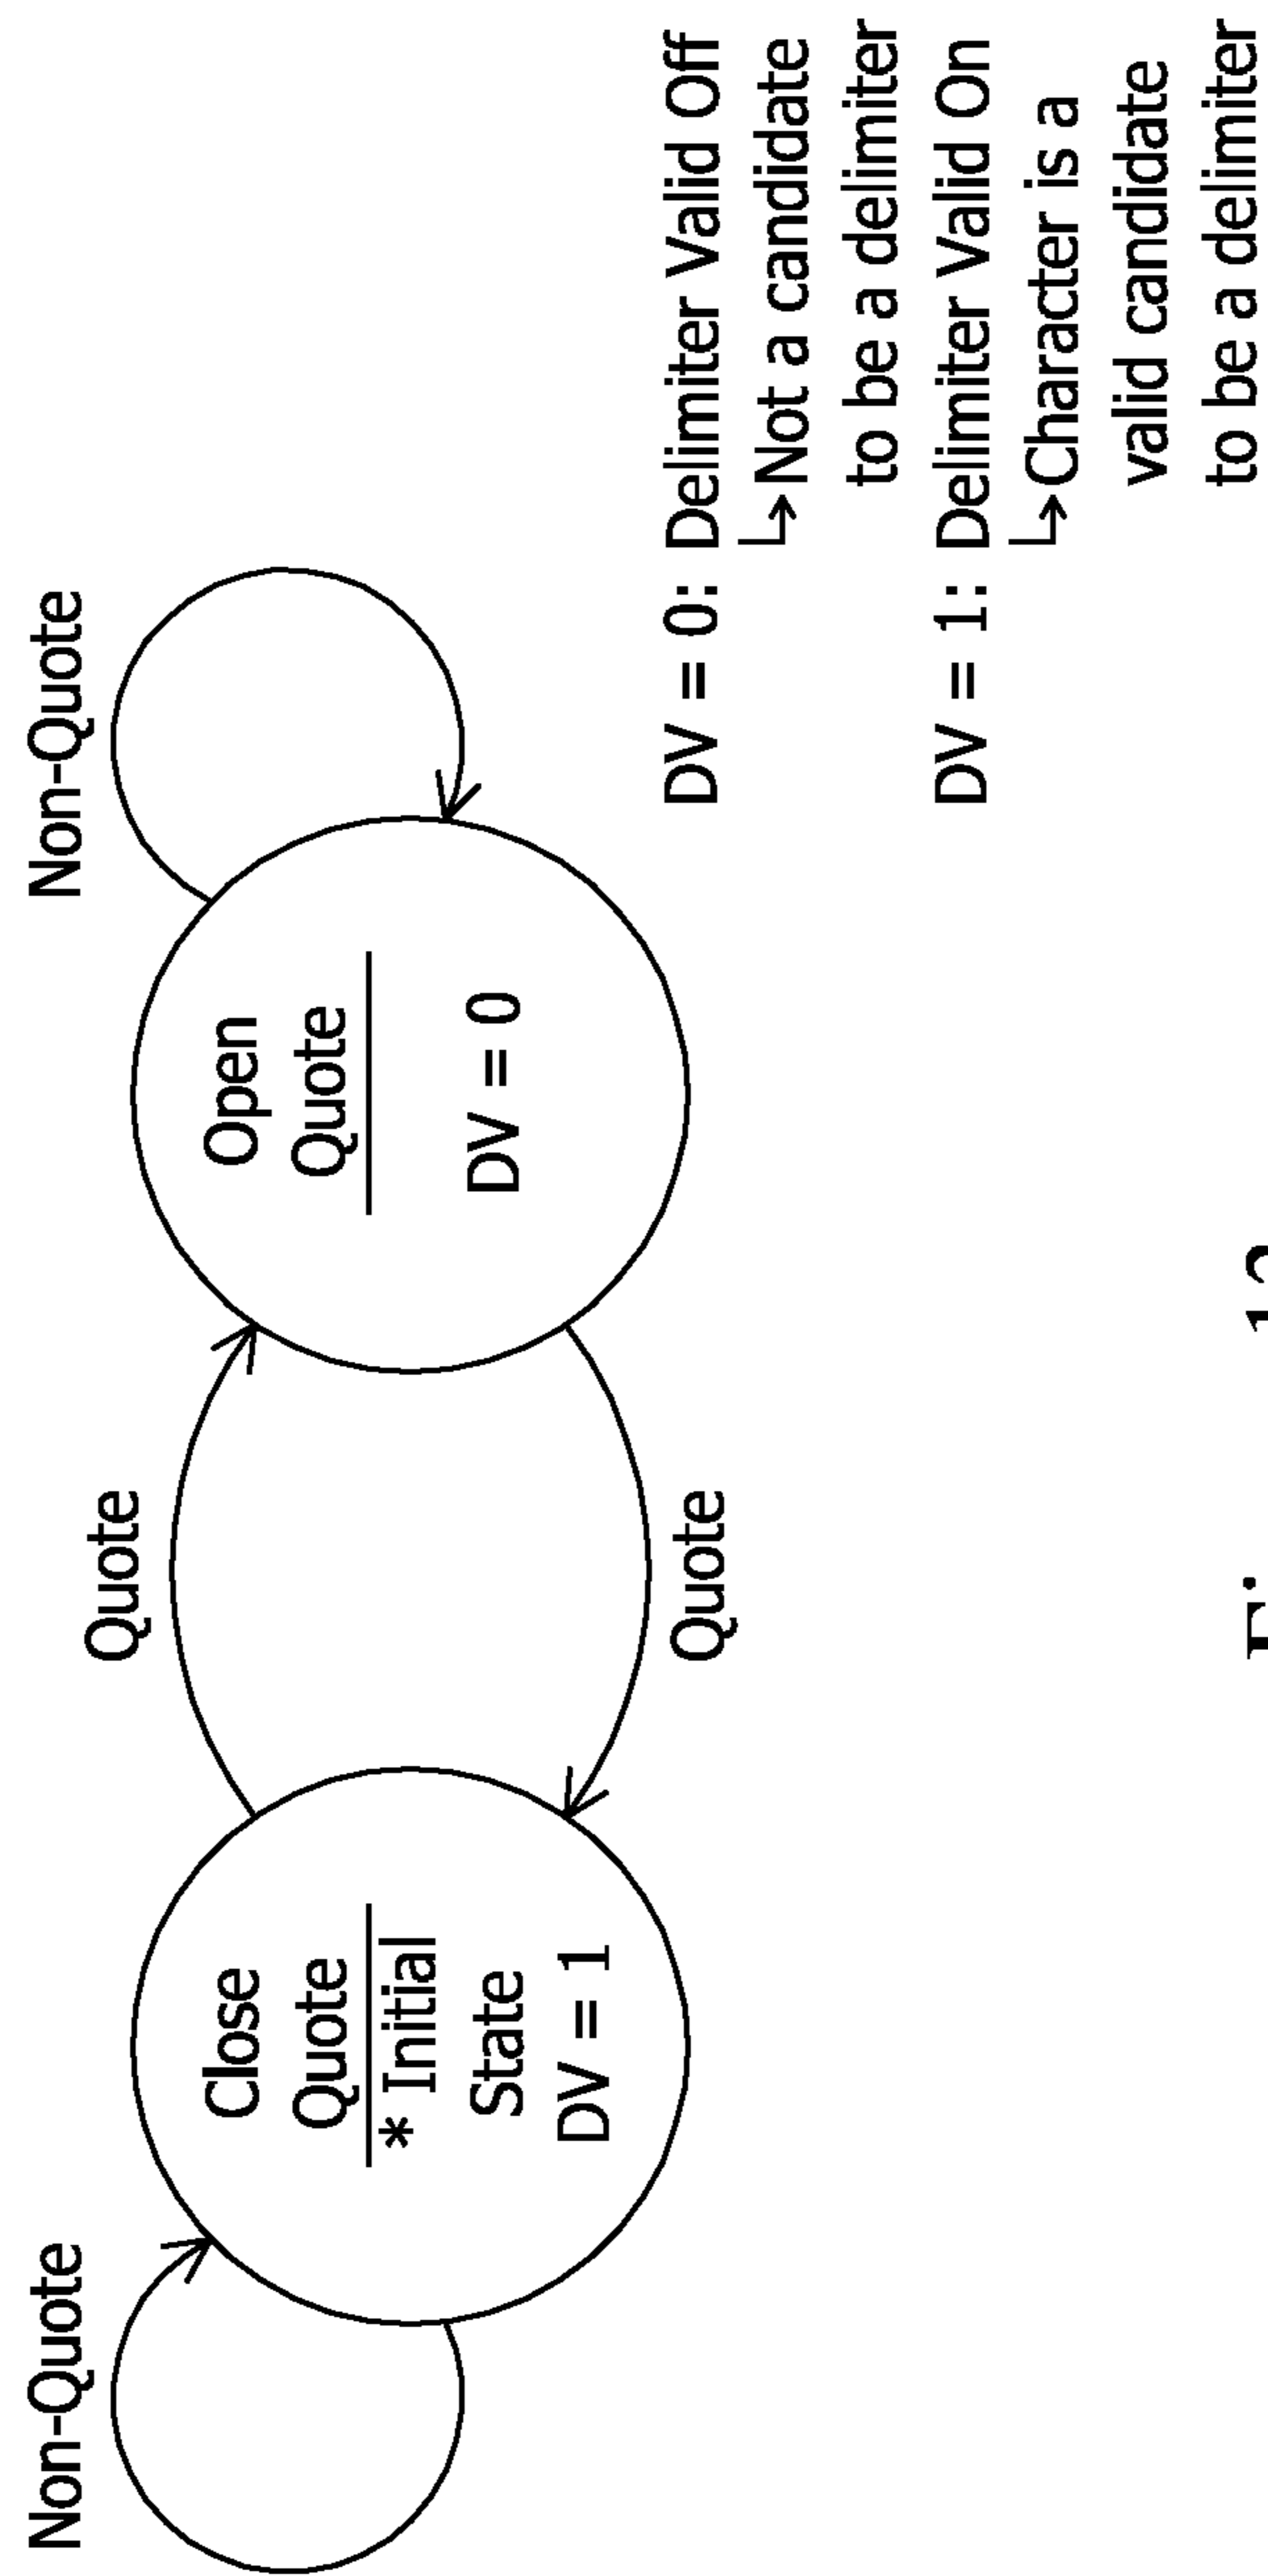 Non-Quote
Quote
Non-Quote
Close
Quote
* Initial
State
DV = 1
Open
Quote
DV = 0
Quote
DV = 0: Delimiter Valid Off
↳Not a candidate
to be a delimiter
DV = 1: Delimiter Valid On
↳Character is a
valid candidate
to be a delimiter